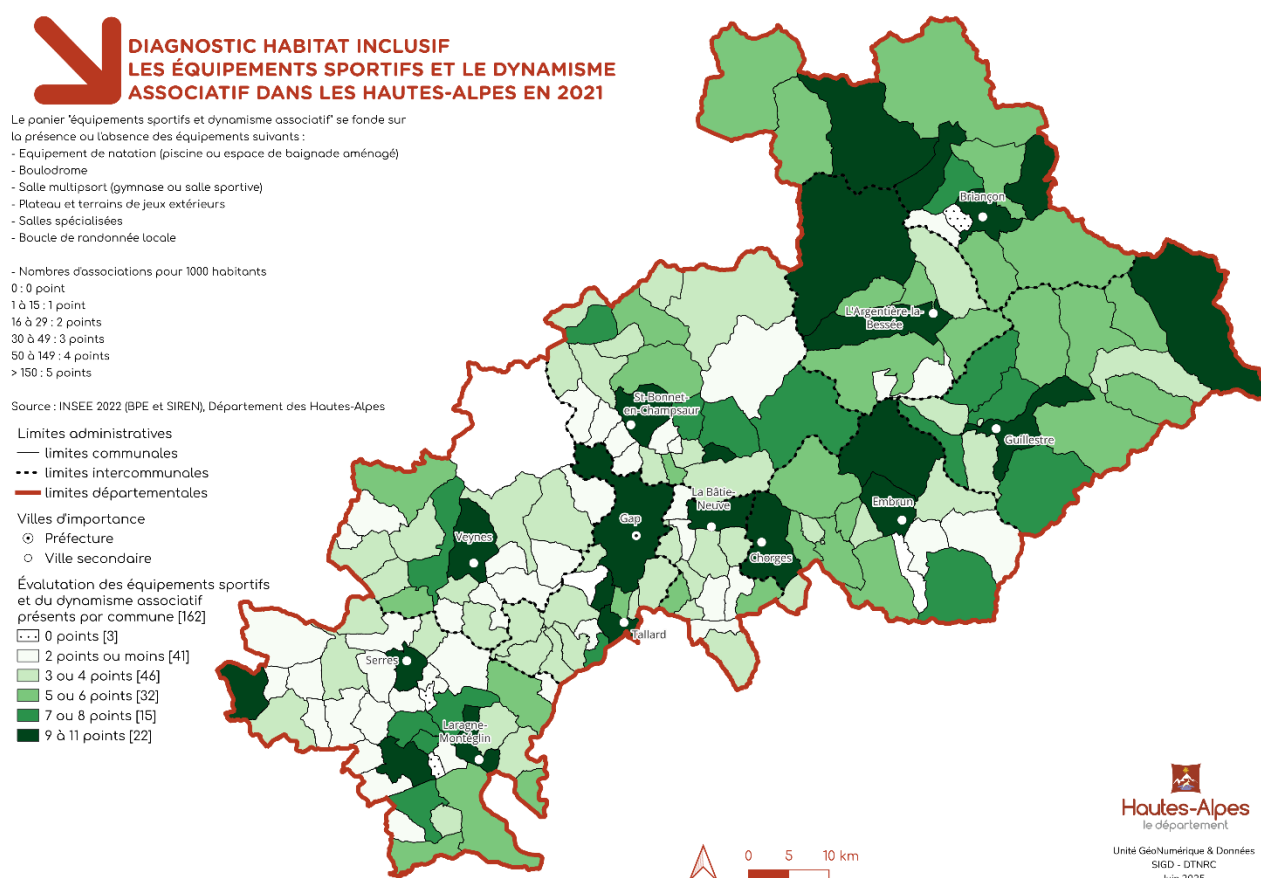 DIAGNOSTIC HABITAT INCLUSIF
LES ÉQUIPEMENTS SPORTIFS ET LE DYNAMISME
ASSOCIATIF DANS LES HAUTES-ALPES EN 2021
Le panier "équipements sportifs et dynamisme associatif" se fonde sur
la présence ou l'absence des équipements suivants :
- Equipement de natation (piscine ou espace de baignade aménagé)
- Boulodrome
- Salle multipsort (gymnase ou salle sportive)
- Plateau et terrains de jeux extérieurs
- Salles spécialisées
- Boucle de randonnée locale
- Nombres d'associations pour 1000 habitants
0 : 0 point
1 à 15 : 1 point
16 à 29 : 2 points
30 à 49 : 3 points
50 à 149 : 4 points
> 150 : 5 points
Source : INSEE 2022 (BPE et SIREN), Département des Hautes-Alpes
Limites administratives
limites communales
limites intercommunales
limites départementales
Villes d'importance
Préfecture
Ville secondaire
Évalutation des équipements sportifs
et du dynamisme associatif
présents par commune [162]
0 points [3]
2 points ou moins [41]
3 ou 4 points [46]
5 ou 6 points [32]
7 ou 8 points [15]
9 à 11 points [22]
Briançon
L'Argentière-la-
Bessée
St-Bonnet-
en-Champsaur
Guillestre
La Bâtie-
Neuve
Embrun
Gap
Veynes
Chorges
Tallard
Serres
Laragne-
Montéglin
0 5 10 km
Hautes-Alpes
le département
Unité GéoNumérique & Données
SIGD - DTNRC
Juin 2025